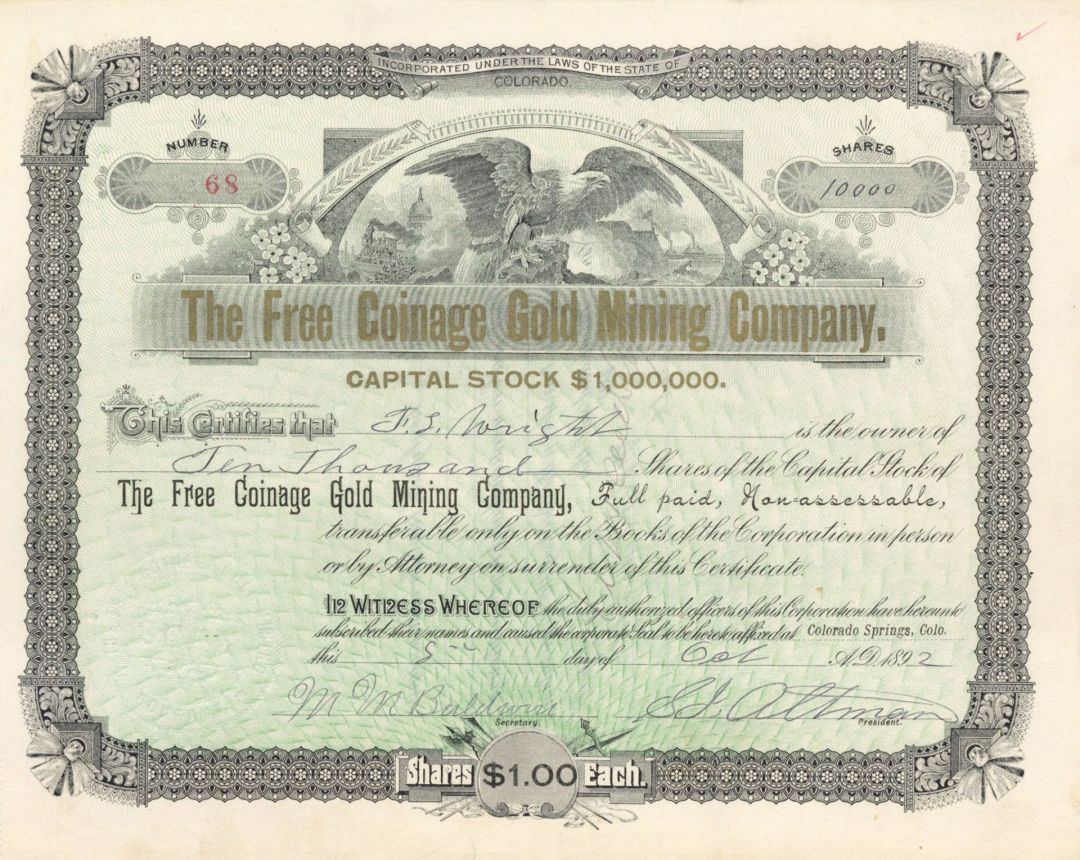 INCORPORATED UNDER THE LAWS OF THE STATE OF
COLORADO
NUMBER
68
SHARES
10000
The Free Coinage Gold Mining Company.
CAPITAL STOCK $1,000,000.
This Certifies that F. S. Wright is the owner of
Ten Thousand Shares of the Capital Stock of
The Free Coinage Gold Mining Company, Full paid, Non-assessable,
transferable only on the Books of the Corporation in person
or by Attorney on surrender of this Certificate.
In Witness Whereof the duly authorized officers of this Corporation have hereunto
subscribed their names and caused the corporate Seal to be hereto affixed at Colorado Springs, Colo.
this day of Oct A.D. 1892
M M Baldwin
Altman
Secretary.
President.
Shares $1.00 Each.